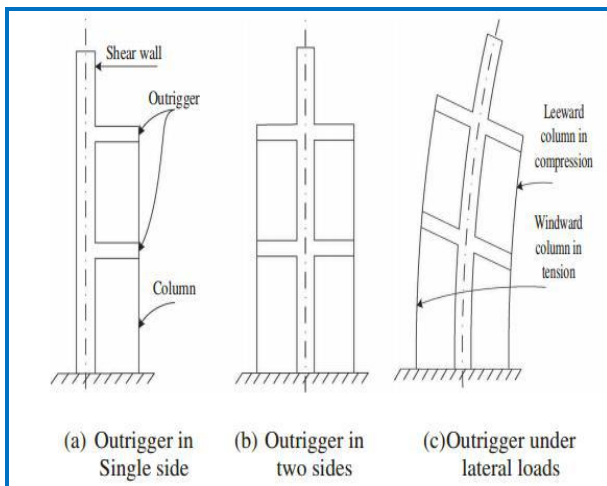 Shear wall
Outrigger
Column
Leeward
column in
compression
Windward
column in
tension
(a) Outrigger in
Single side
(b) Outrigger in
two sides
(c)Outrigger under
lateral loads